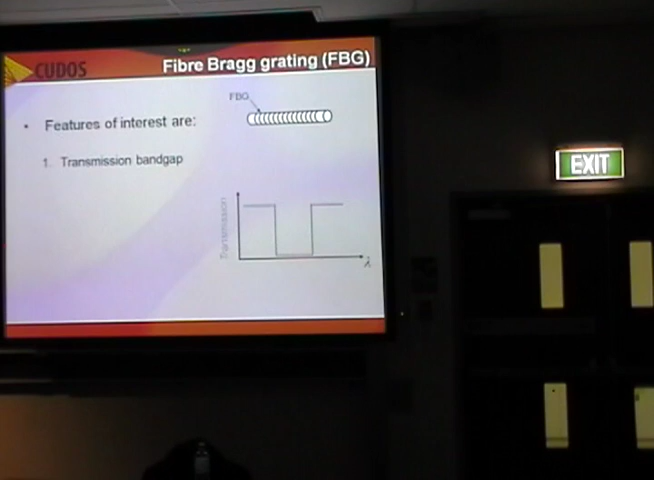 CUDOS
Fibre Bragg grating (FBG)
FBG
• Features of interest are:
1. Transmission bandgap
Transmission
λ
EXIT